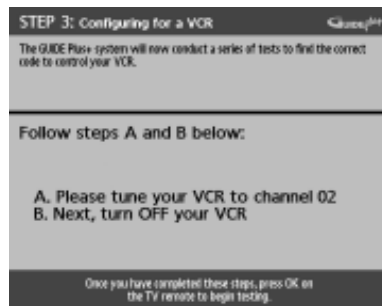 STEP 3: Configuring for a VCR
The GUIDE Plus+ system will now conduct a series of tests to find the correct
code to control your VCR.
Follow steps A and B below:
A. Please tune your VCR to channel 02
B. Next, turn OFF your VCR
Once you have completed these steps, press OK on
the TV remote to begin testing.